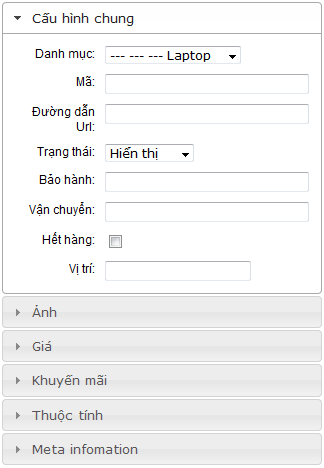 Cấu hình chung
Danh mục: --- --- --- Laptop
Mã:
Đường dẫn
Url:
Trạng thái: Hiển thị
Bảo hành:
Vận chuyển:
Hết hàng:
Vị trí:
Ảnh
Giá
Khuyến mãi
Thuộc tính
Meta infomation